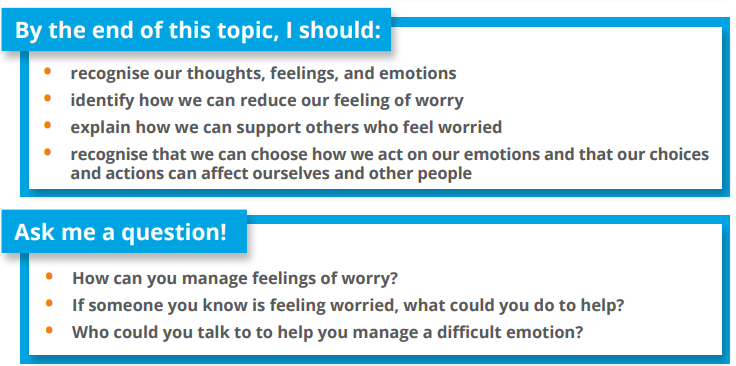 By the end of this topic, I should:
• recognise our thoughts, feelings, and emotions
• identify how we can reduce our feeling of worry
• explain how we can support others who feel worried
• recognise that we can choose how we act on our emotions and that our choices
and actions can affect ourselves and other people
Ask me a question!
• How can you manage feelings of worry?
• If someone you know is feeling worried, what could you do to help?
• Who could you talk to to help you manage a difficult emotion?